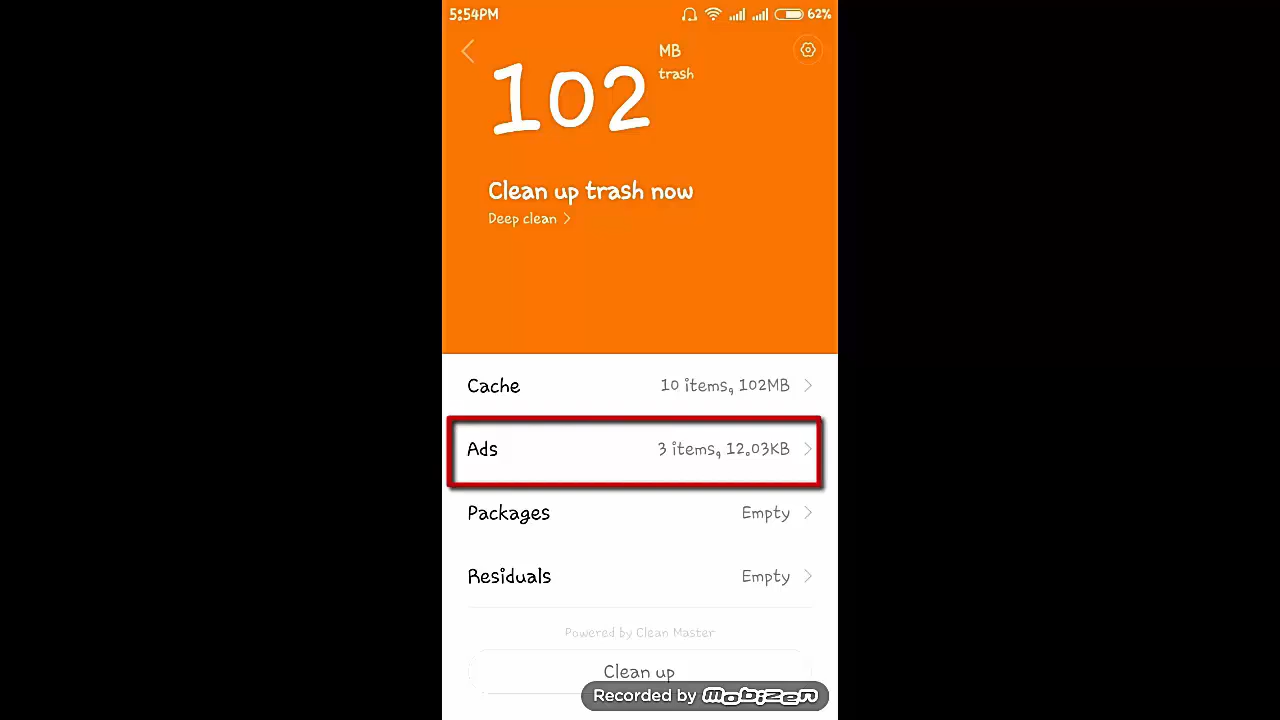 5:54PM 62%
102 MB
trash
Clean up trash now
Deep clean
Cache 10 items, 102MB
Ads 3 items, 12.03KB
Packages Empty
Residuals Empty
Powered by Clean Master
Clean up
Recorded by mobizen